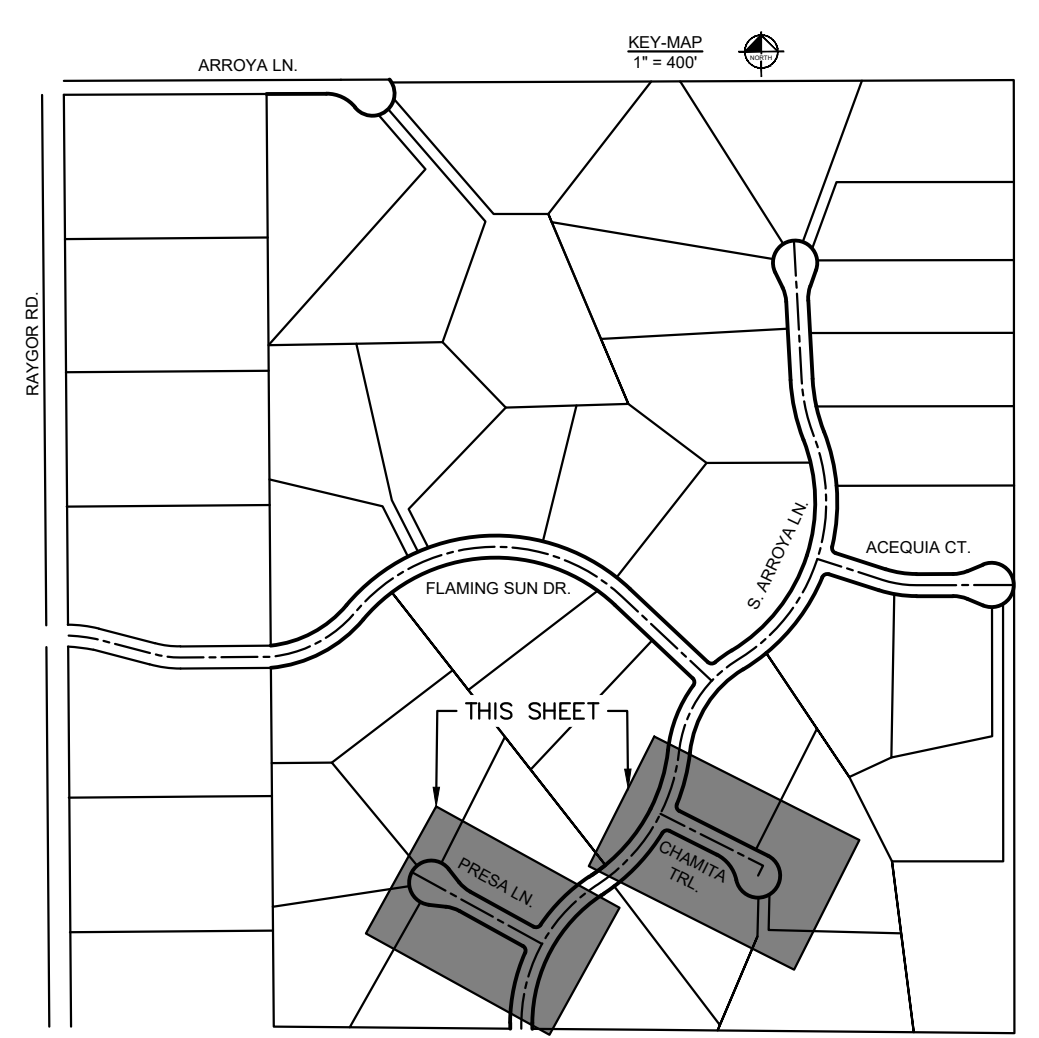 KEY-MAP
1" = 400'
NORTH
ARROYA LN.
RAYGOR RD.
S. ARROYA LN.
ACEQUIA CT.
FLAMING SUN DR.
THIS SHEET
CHAMITA
TRL.
PRESA LN.